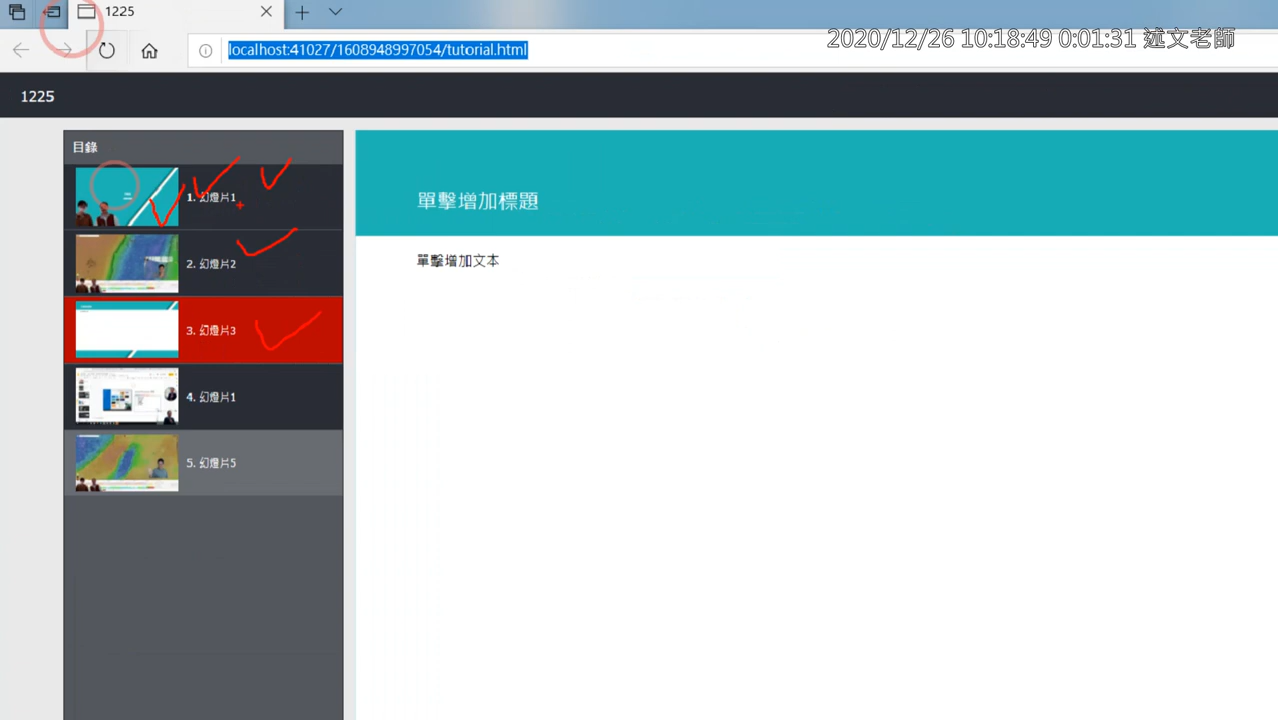 1225
localhost:41027/1608948997054/tutorial.html
2020/12/26 10:18:49 0:01:31 述文老師
1225
目錄
1. 幻燈片1
2. 幻燈片2
3. 幻燈片3
4. 幻燈片1
5. 幻燈片5
單擊增加標題
單擊增加文本